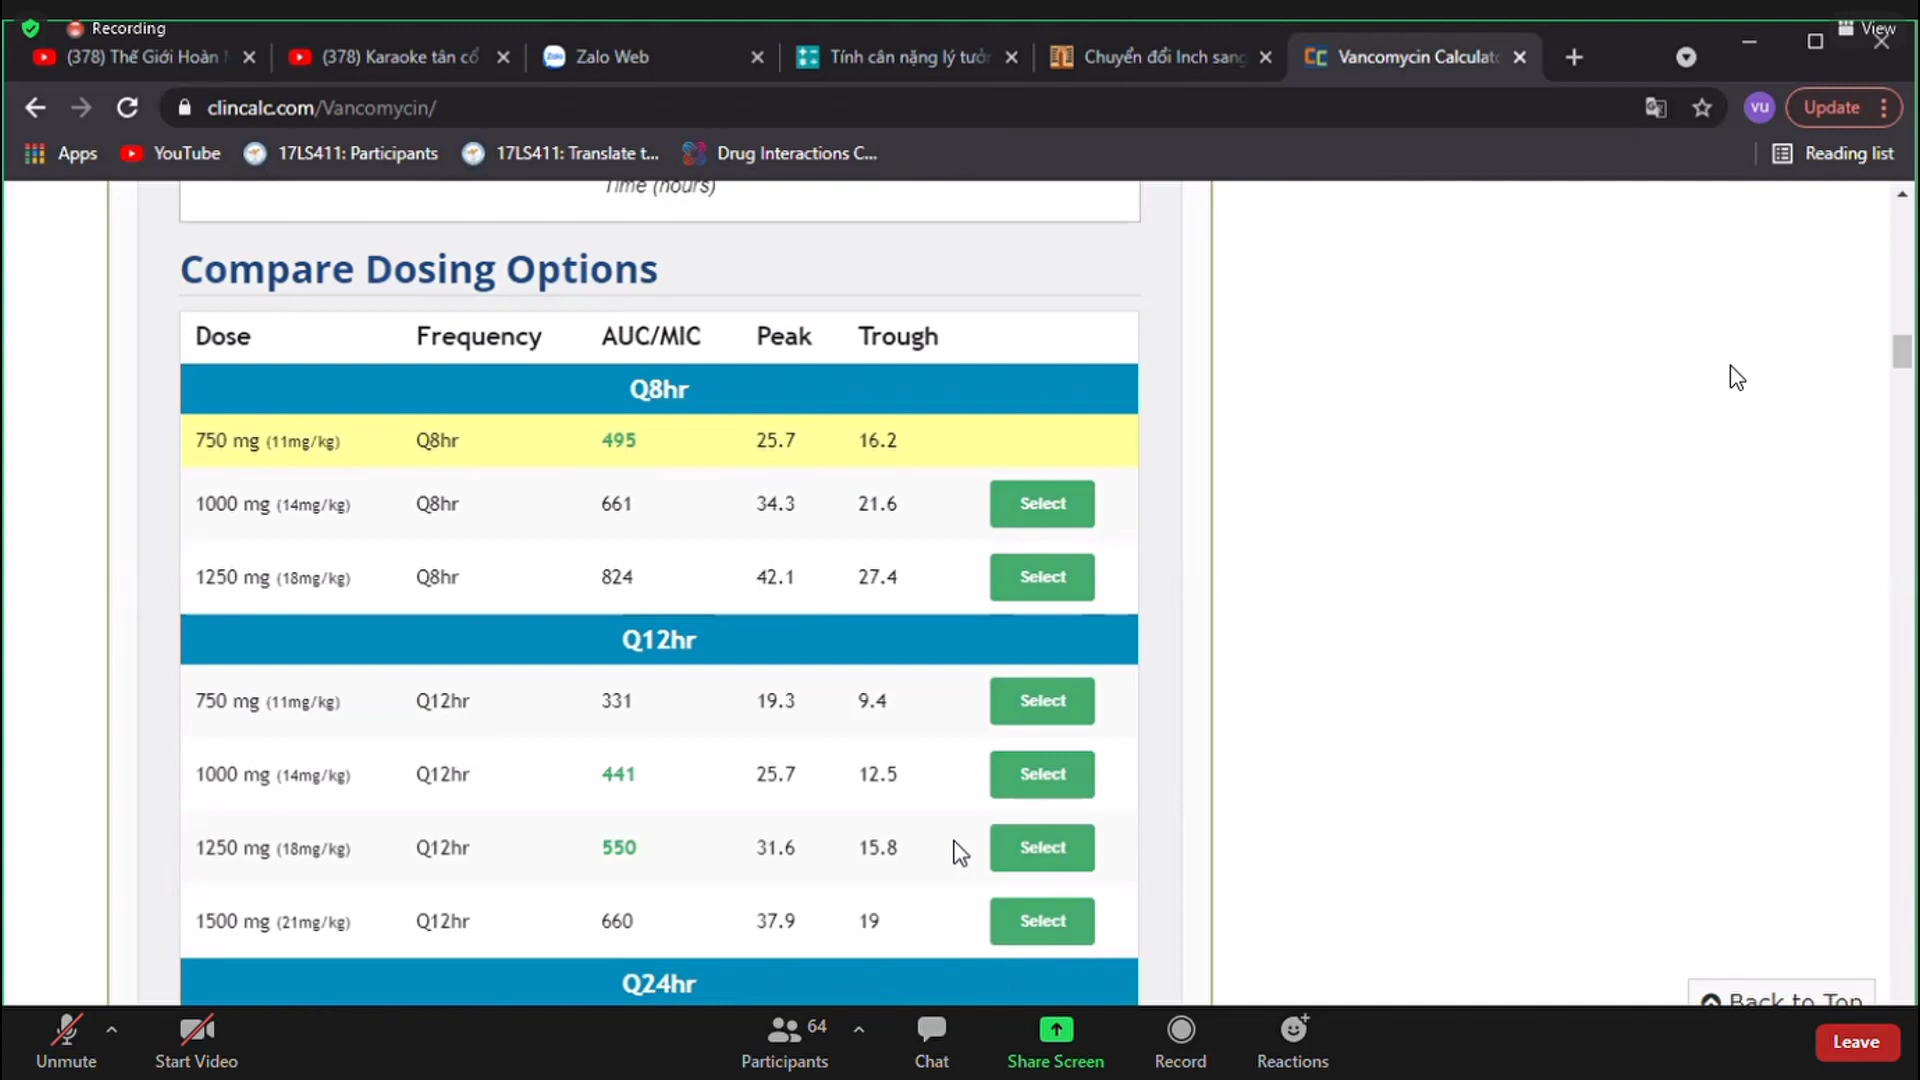 Recording
View
(378) Thế Giới Hoàn
(378) Karaoke tân cổ
Zalo Web
Tính cân nặng lý tưở
Chuyển đổi Inch sang
Vancomycin Calculato
clincalc.com/Vancomycin/
VU
Update
Apps
YouTube
17LS411: Participants
17LS411: Translate t...
Drug Interactions C...
Reading list
Time (hours)
Compare Dosing Options
Dose Frequency AUC/MIC Peak Trough
Q8hr
750 mg (11mg/kg) Q8hr 495 25.7 16.2
1000 mg (14mg/kg) Q8hr 661 34.3 21.6 Select
1250 mg (18mg/kg) Q8hr 824 42.1 27.4 Select
Q12hr
750 mg (11mg/kg) Q12hr 331 19.3 9.4 Select
1000 mg (14mg/kg) Q12hr 441 25.7 12.5 Select
1250 mg (18mg/kg) Q12hr 550 31.6 15.8 Select
1500 mg (21mg/kg) Q12hr 660 37.9 19 Select
Q24hr
Back to Top
Unmute
Start Video
64
Participants
Chat
Share Screen
Record
Reactions
Leave